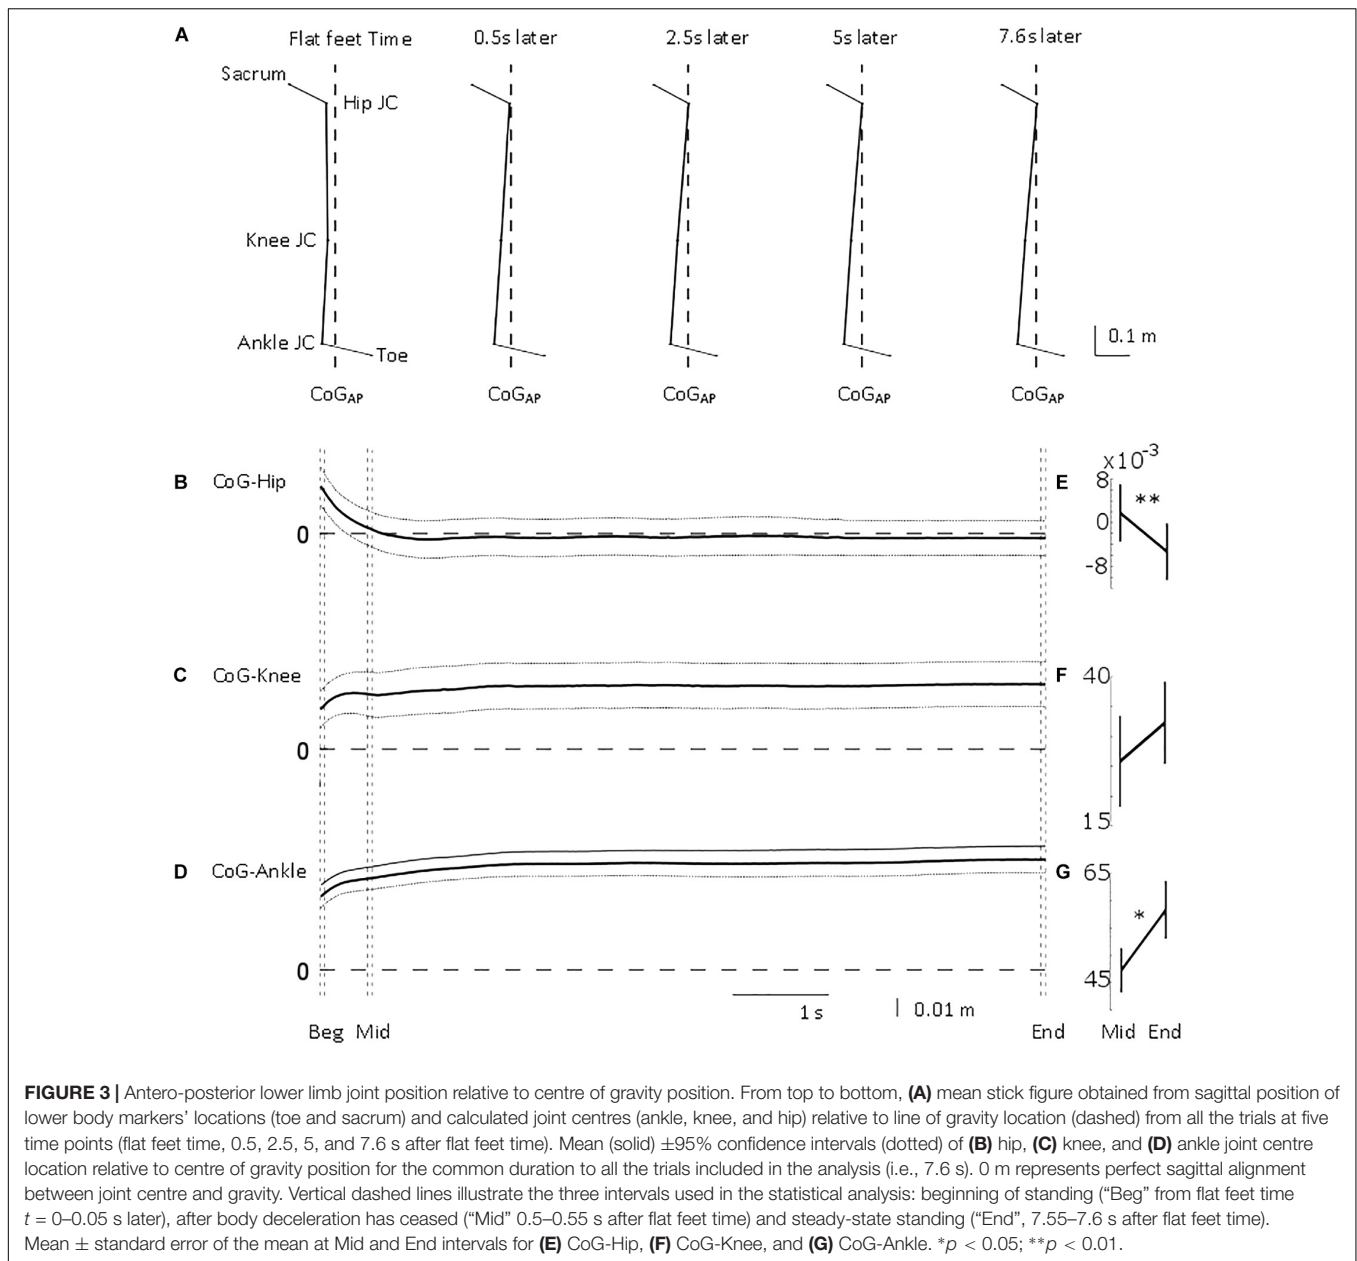 A
Flat feet Time
0.5s later
2.5s later
5s later
7.6s later
Sacrum
Hip JC
Knee JC
Ankle JC
Toe
0.1 m
CoGAP
CoGAP
CoGAP
CoGAP
CoGAP
B
CoG-Hip
0
E
x10-3
8
0
-8
**
C
CoG-Knee
0
F
40
15
D
CoG-Ankle
0
G
65
45
*
1 s
0.01 m
Beg
Mid
End
Mid
End
FIGURE 3 | Antero-posterior lower limb joint position relative to centre of gravity position. From top to bottom, (A) mean stick figure obtained from sagittal position of
lower body markers' locations (toe and sacrum) and calculated joint centres (ankle, knee, and hip) relative to line of gravity location (dashed) from all the trials at five
time points (flat feet time, 0.5, 2.5, 5, and 7.6 s after flat feet time). Mean (solid) ±95% confidence intervals (dotted) of (B) hip, (C) knee, and (D) ankle joint centre
location relative to centre of gravity position for the common duration to all the trials included in the analysis (i.e., 7.6 s). 0 m represents perfect sagittal alignment
between joint centre and gravity. Vertical dashed lines illustrate the three intervals used in the statistical analysis: beginning of standing ("Beg" from flat feet time
t = 0–0.05 s later), after body deceleration has ceased ("Mid" 0.5–0.55 s after flat feet time) and steady-state standing ("End", 7.55–7.6 s after flat feet time).
Mean ± standard error of the mean at Mid and End intervals for (E) CoG-Hip, (F) CoG-Knee, and (G) CoG-Ankle. *p < 0.05; **p < 0.01.